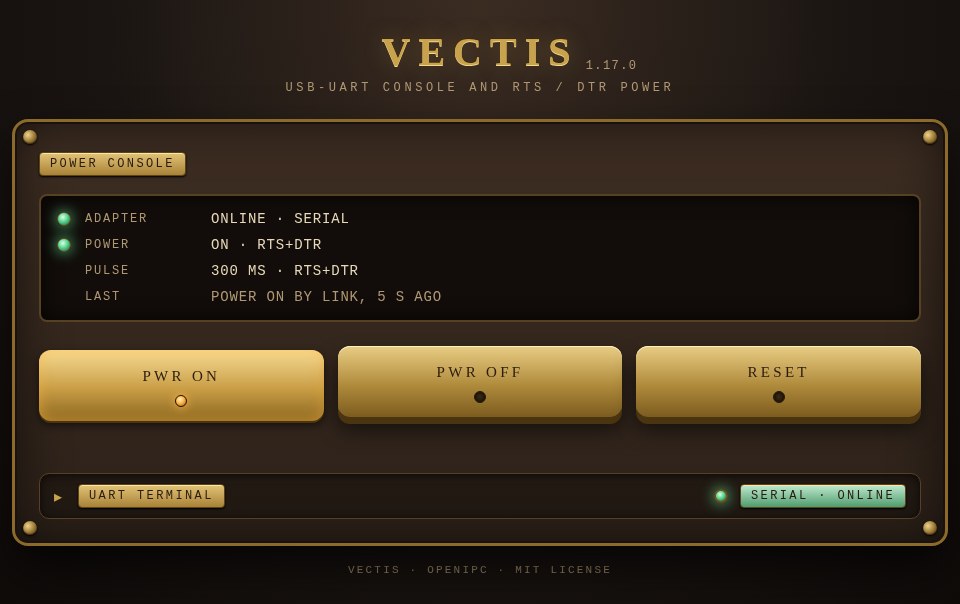 VECTIS 1.17.0
USB-UART CONSOLE AND RTS / DTR POWER
POWER CONSOLE
ADAPTER ONLINE · SERIAL
POWER ON · RTS+DTR
PULSE 300 MS · RTS+DTR
LAST POWER ON BY LINK, 5 S AGO
PWR ON PWR OFF RESET
▶ UART TERMINAL SERIAL · ONLINE
VECTIS · OPENIPC · MIT LICENSE